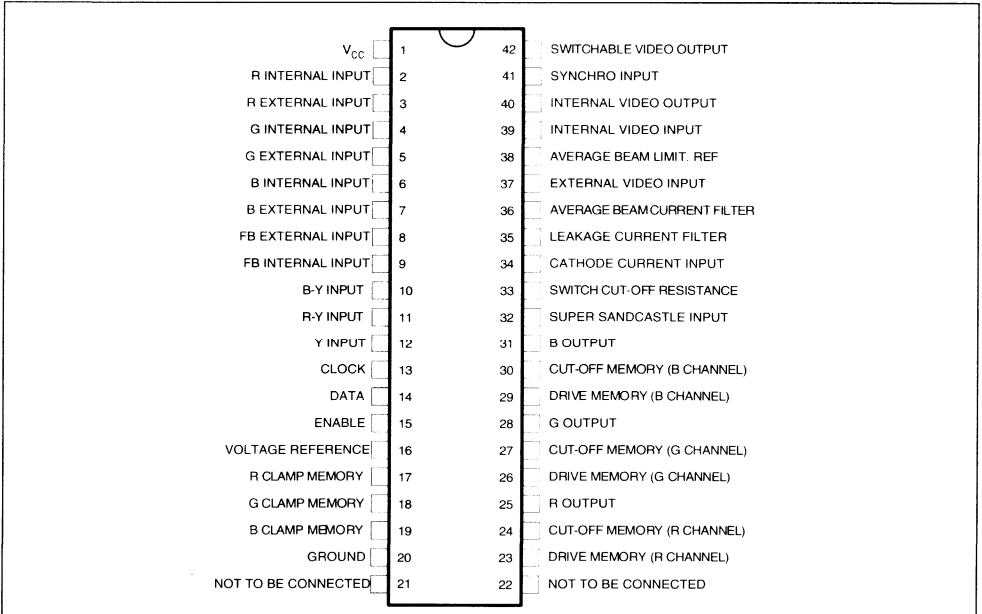 V_CC 1 42 SWITCHABLE VIDEO OUTPUT
R INTERNAL INPUT 2 41 SYNCHRO INPUT
R EXTERNAL INPUT 3 40 INTERNAL VIDEO OUTPUT
G INTERNAL INPUT 4 39 INTERNAL VIDEO INPUT
G EXTERNAL INPUT 5 38 AVERAGE BEAM LIMIT. REF
B INTERNAL INPUT 6 37 EXTERNAL VIDEO INPUT
B EXTERNAL INPUT 7 36 AVERAGE BEAM CURRENT FILTER
FB EXTERNAL INPUT 8 35 LEAKAGE CURRENT FILTER
FB INTERNAL INPUT 9 34 CATHODE CURRENT INPUT
B-Y INPUT 10 33 SWITCH CUT-OFF RESISTANCE
R-Y INPUT 11 32 SUPER SANDCASTLE INPUT
Y INPUT 12 31 B OUTPUT
CLOCK 13 30 CUT-OFF MEMORY (B CHANNEL)
DATA 14 29 DRIVE MEMORY (B CHANNEL)
ENABLE 15 28 G OUTPUT
VOLTAGE REFERENCE 16 27 CUT-OFF MEMORY (G CHANNEL)
R CLAMP MEMORY 17 26 DRIVE MEMORY (G CHANNEL)
G CLAMP MEMORY 18 25 R OUTPUT
B CLAMP MEMORY 19 24 CUT-OFF MEMORY (R CHANNEL)
GROUND 20 23 DRIVE MEMORY (R CHANNEL)
NOT TO BE CONNECTED 21 22 NOT TO BE CONNECTED